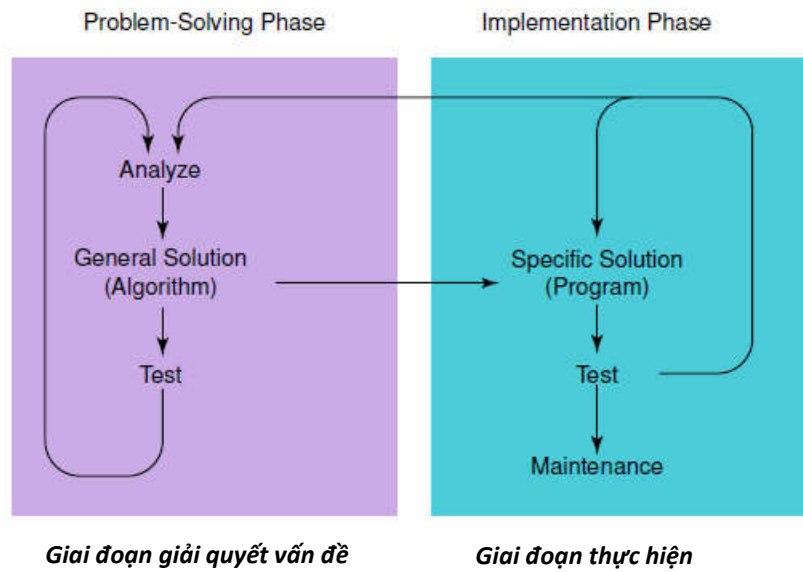 Problem-Solving Phase
Implementation Phase
Analyze
General Solution
(Algorithm)
Test
Specific Solution
(Program)
Test
Maintenance
Giai đoạn giải quyết vấn đề
Giai đoạn thực hiện